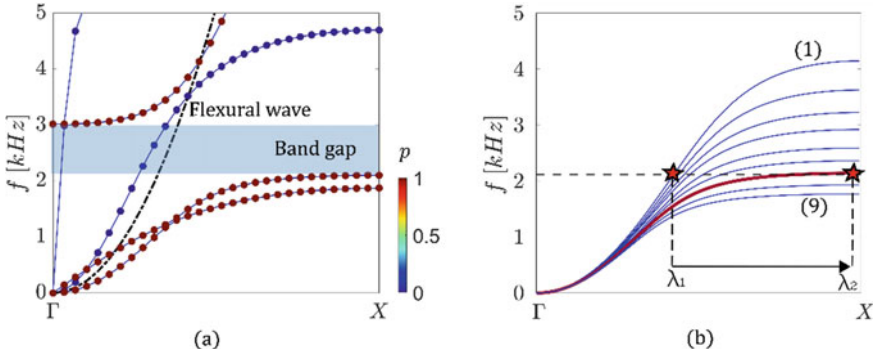 5
4
3
2
1
0
f [kHz]
Flexural wave
Band gap
p
1
0.5
0
Γ
X
(a)
5
4
3
2
1
0
f [kHz]
(1)
(9)
λ1
λ2
Γ
X
(b)